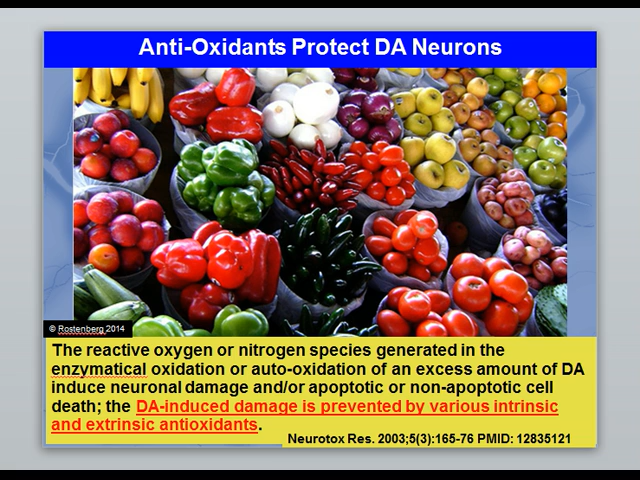 Anti-Oxidants Protect DA Neurons
© Rostenberg 2014
The reactive oxygen or nitrogen species generated in the
enzymatical oxidation or auto-oxidation of an excess amount of DA
induce neuronal damage and/or apoptotic or non-apoptotic cell
death; the DA-induced damage is prevented by various intrinsic
and extrinsic antioxidants.
Neurotox Res. 2003;5(3):165-76 PMID: 12835121